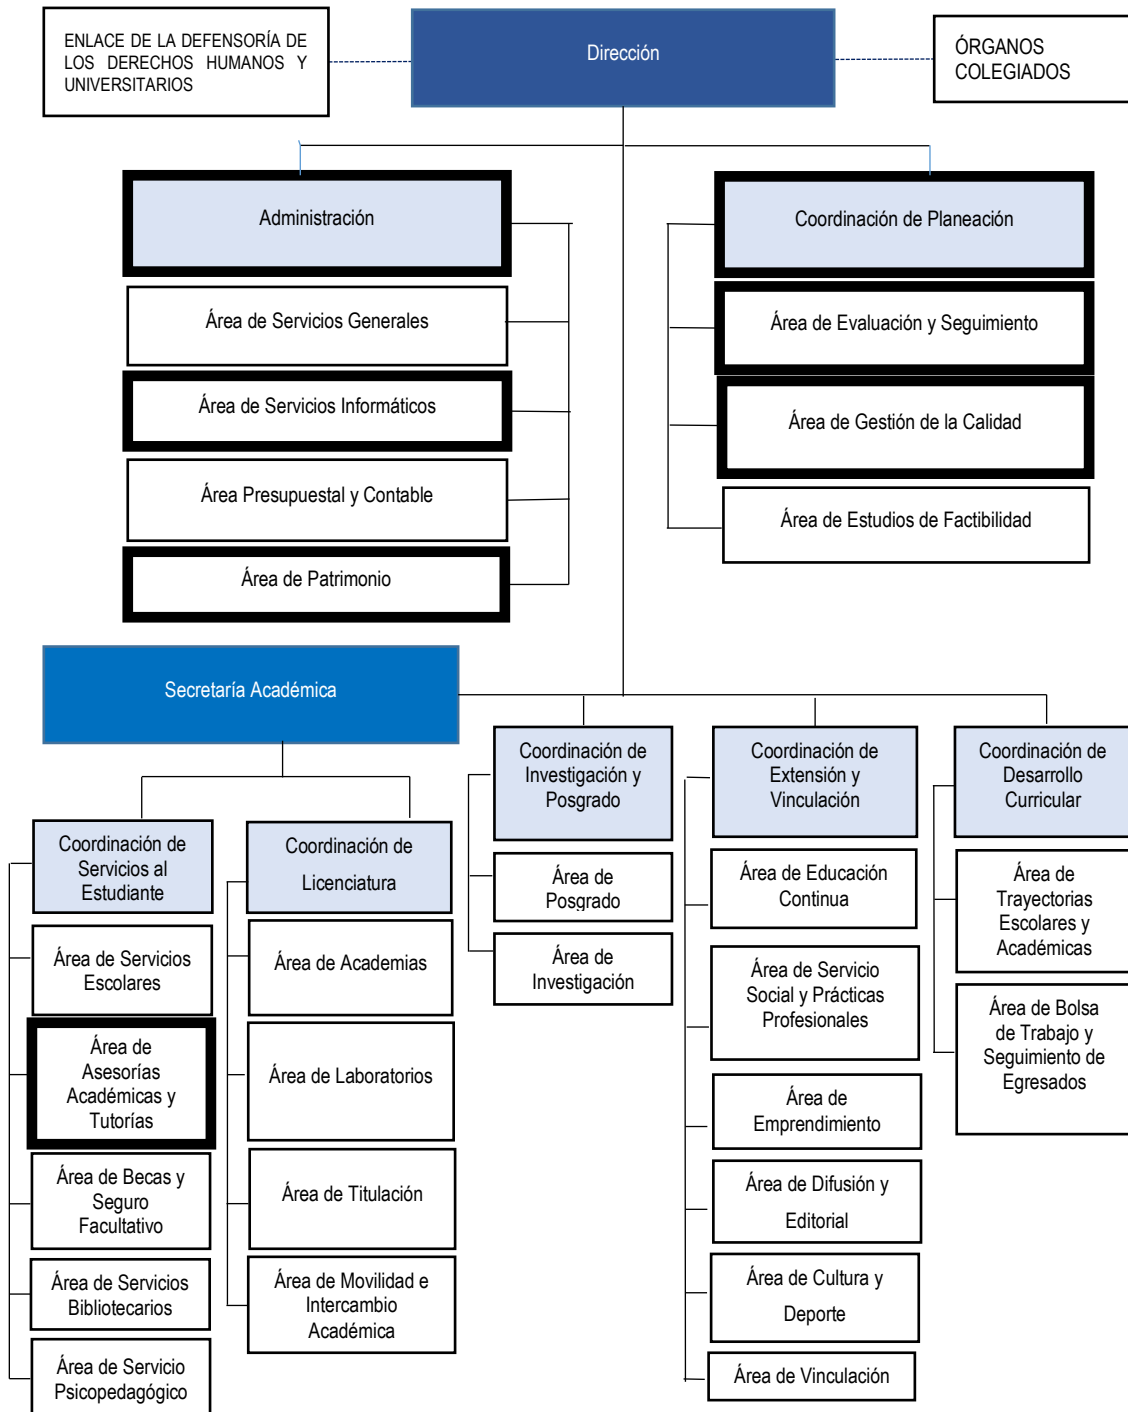 ENLACE DE LA DEFENSORÍA DE
LOS DERECHOS HUMANOS Y
UNIVERSITARIOS
Dirección
ÓRGANOS
COLEGIADOS
Administración
Coordinación de Planeación
Área de Servicios Generales
Área de Evaluación y Seguimiento
Área de Servicios Informáticos
Área de Gestión de la Calidad
Área Presupuestal y Contable
Área de Estudios de Factibilidad
Área de Patrimonio
Secretaría Académica
Coordinación de
Investigación y
Posgrado
Coordinación de
Extensión y
Vinculación
Coordinación de
Desarrollo
Curricular
Coordinación de
Servicios al
Estudiante
Coordinación de
Licenciatura
Área de
Posgrado
Área de Educación
Continua
Área de
Trayectorias
Escolares y
Académicas
Área de Servicios
Escolares
Área de Academias
Área de
Investigación
Área de Servicio
Social y Prácticas
Profesionales
Área de Bolsa
de Trabajo y
Seguimiento de
Egresados
Área de
Asesorías
Académicas y
Tutorías
Área de Laboratorios
Área de
Emprendimiento
Área de Becas y
Seguro
Facultativo
Área de Titulación
Área de Difusión y
Editorial
Área de Servicios
Bibliotecarios
Área de Movilidad e
Intercambio
Académica
Área de Cultura y
Deporte
Área de Servicio
Psicopedagógico
Área de Vinculación